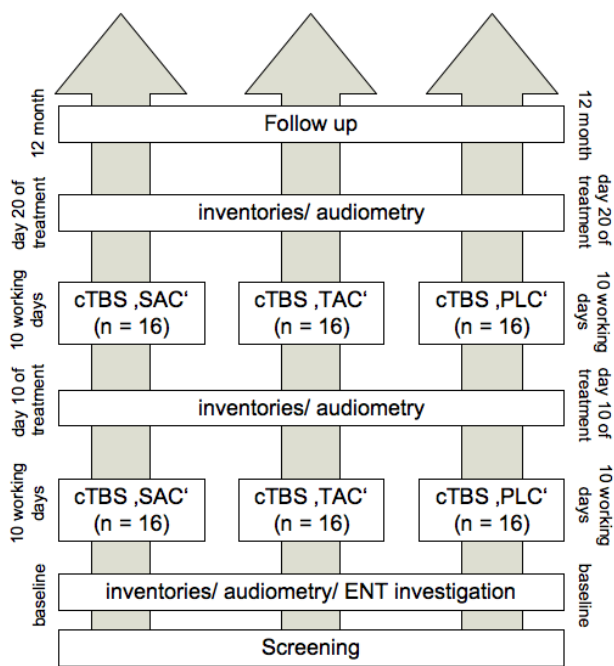 12 month
Follow up
12 month
day 20 of
treatment
inventories/ audiometry
day 20 of
treatment
10 working
days
cTBS ‚SAC‘
(n = 16)
cTBS ‚TAC‘
(n = 16)
cTBS ‚PLC‘
(n = 16)
10 working
days
day 10 of
treatment
inventories/ audiometry
day 10 of
treatment
10 working
days
cTBS ‚SAC‘
(n = 16)
cTBS ‚TAC‘
(n = 16)
cTBS ‚PLC‘
(n = 16)
10 working
days
baseline
inventories/ audiometry/ ENT investigation
baseline
Screening